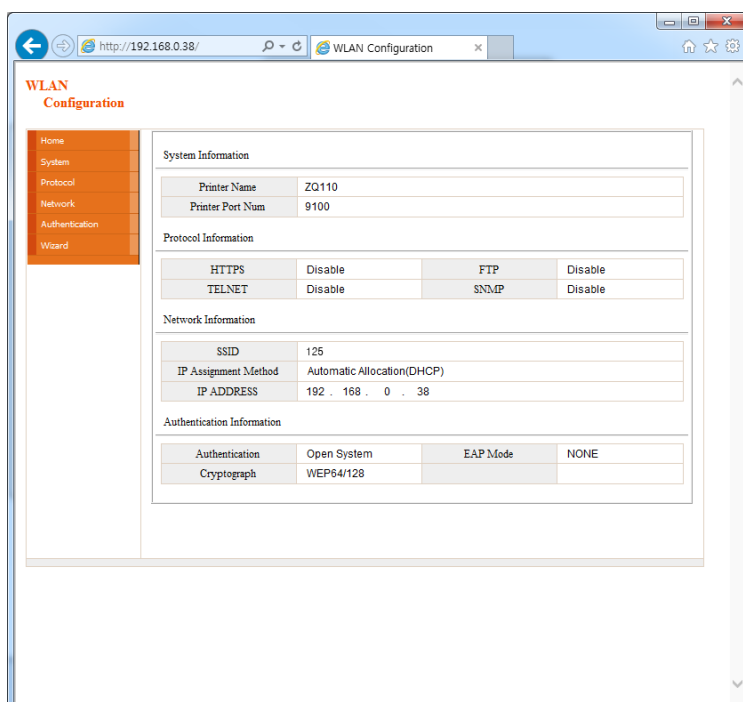 http://192.168.0.38/
WLAN Configuration
WLAN
Configuration
Home
System
Protocol
Network
Authentication
Wizard
System Information
Printer Name ZQ110
Printer Port Num 9100
Protocol Information
HTTPS Disable FTP Disable
TELNET Disable SNMP Disable
Network Information
SSID 125
IP Assignment Method Automatic Allocation(DHCP)
IP ADDRESS 192 . 168 . 0 . 38
Authentication Information
Authentication Open System EAP Mode NONE
Cryptograph WEP64/128